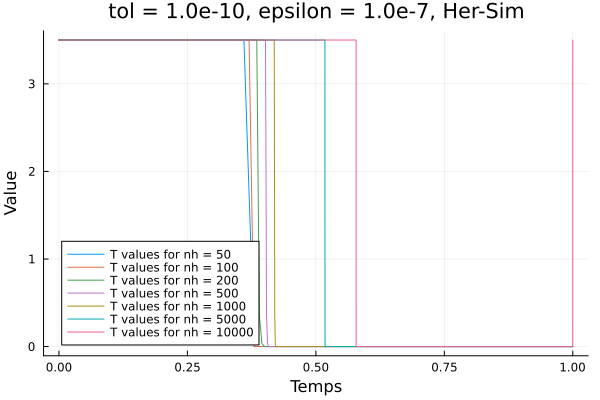 tol = 1.0e-10, epsilon = 1.0e-7, Her-Sim
Value
3
2
1
0
T values for nh = 50
T values for nh = 100
T values for nh = 200
T values for nh = 500
T values for nh = 1000
T values for nh = 5000
T values for nh = 10000
0.00 0.25 0.50 0.75 1.00
Temps